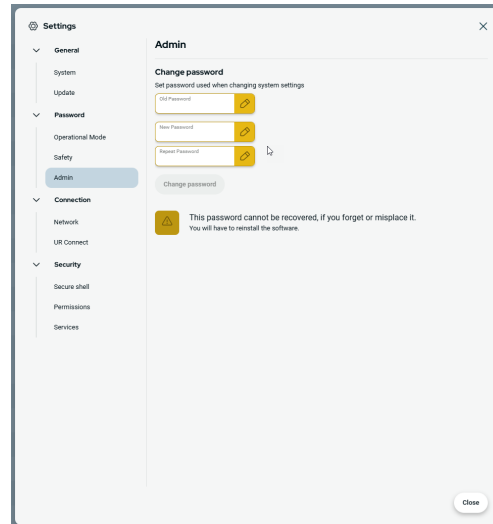 Settings
General
System
Update
Password
Operational Mode
Safety
Admin
Connection
Network
UR Connect
Security
Secure shell
Permissions
Services
Admin
Change password
Set password used when changing system settings
Old Password
New Password
Repeat Password
Change password
This password cannot be recovered, if you forget or misplace it.
You will have to reinstall the software.
Close